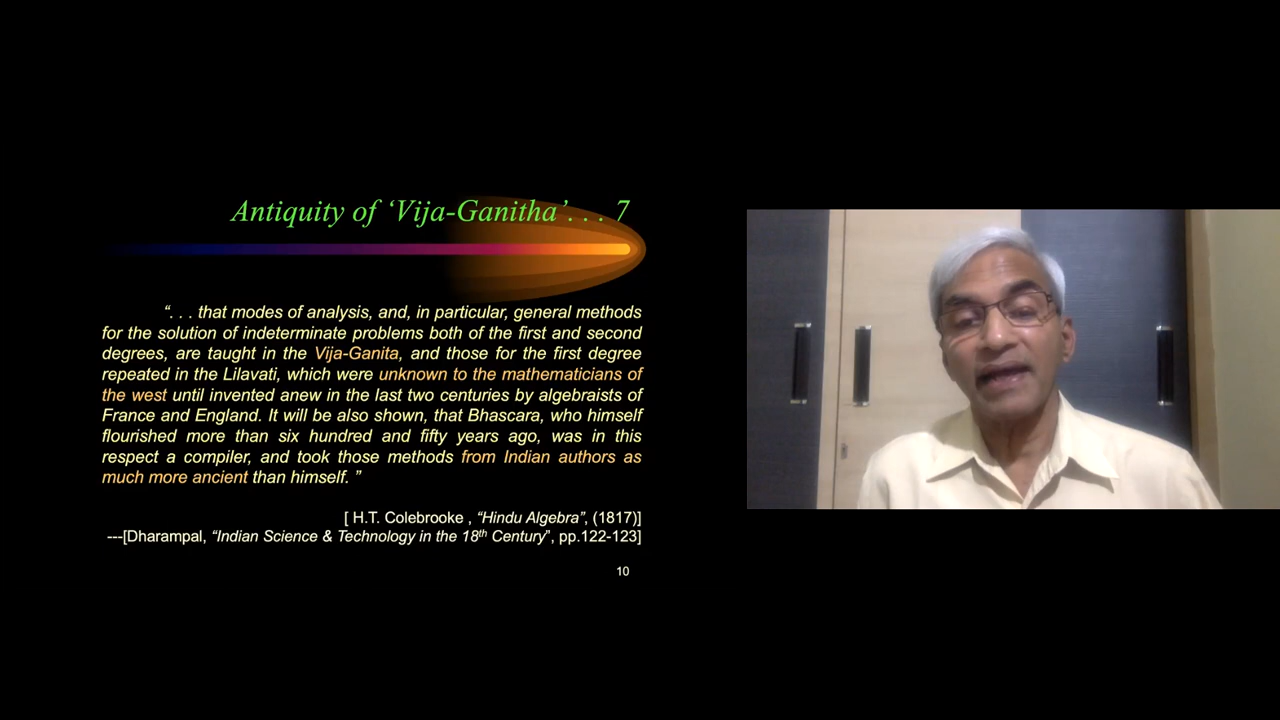 Antiquity of ‘Vija-Ganitha’. . . 7
“. . . that modes of analysis, and, in particular, general methods
for the solution of indeterminate problems both of the first and second
degrees, are taught in the Vija-Ganita, and those for the first degree
repeated in the Lilavati, which were unknown to the mathematicians of
the west until invented anew in the last two centuries by algebraists of
France and England. It will be also shown, that Bhascara, who himself
flourished more than six hundred and fifty years ago, was in this
respect a compiler, and took those methods from Indian authors as
much more ancient than himself. ”
[ H.T. Colebrooke , “Hindu Algebra”, (1817)]
---[Dharampal, “Indian Science & Technology in the 18th Century”, pp.122-123]
10